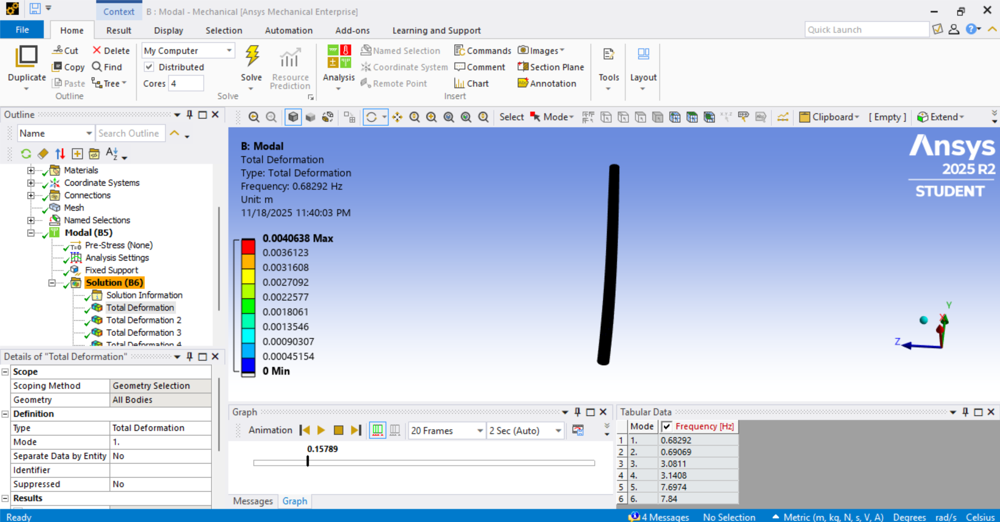 Context
B : Modal - Mechanical [Ansys Mechanical Enterprise]
File
Home
Result
Display
Selection
Automation
Add-ons
Learning and Support
Quick Launch
Duplicate
Cut
Copy
Paste
Delete
Find
Tree
Outline
My Computer
Distributed
Cores 4
Solve
Resource
Prediction
Solve
Analysis
Named Selection
Coordinate System
Remote Point
Commands
Comment
Chart
Images
Section Plane
Annotation
Insert
Tools
Layout
Outline
Name
Search Outline
Materials
Coordinate Systems
Connections
Mesh
Named Selections
Modal (B5)
T=0 Pre-Stress (None)
Analysis Settings
Fixed Support
Solution (B6)
Solution Information
Total Deformation
Total Deformation 2
Total Deformation 3
Total Deformation 4
Select
Mode
Clipboard
[ Empty ]
Extend
B: Modal
Total Deformation
Type: Total Deformation
Frequency: 0.68292 Hz
Unit: m
11/18/2025 11:40:03 PM
0.0040638 Max
0.0036123
0.0031608
0.0027092
0.0022577
0.0018061
0.0013546
0.00090307
0.00045154
0 Min
Ansys
2025 R2
STUDENT
Y
X
Z
Details of "Total Deformation"
Scope
Scoping Method Geometry Selection
Geometry All Bodies
Definition
Type Total Deformation
Mode 1.
Separate Data by Entity No
Identifier
Suppressed No
Results
Graph
Animation
20 Frames
2 Sec (Auto)
0.15789
Messages
Graph
Tabular Data
Mode Frequency [Hz]
1 1. 0.68292
2 2. 0.69069
3 3. 3.0811
4 4. 3.1408
5 5. 7.6974
6 6. 7.84
Ready
4 Messages
No Selection
Metric (m, kg, N, s, V, A)
Degrees
rad/s
Celsius